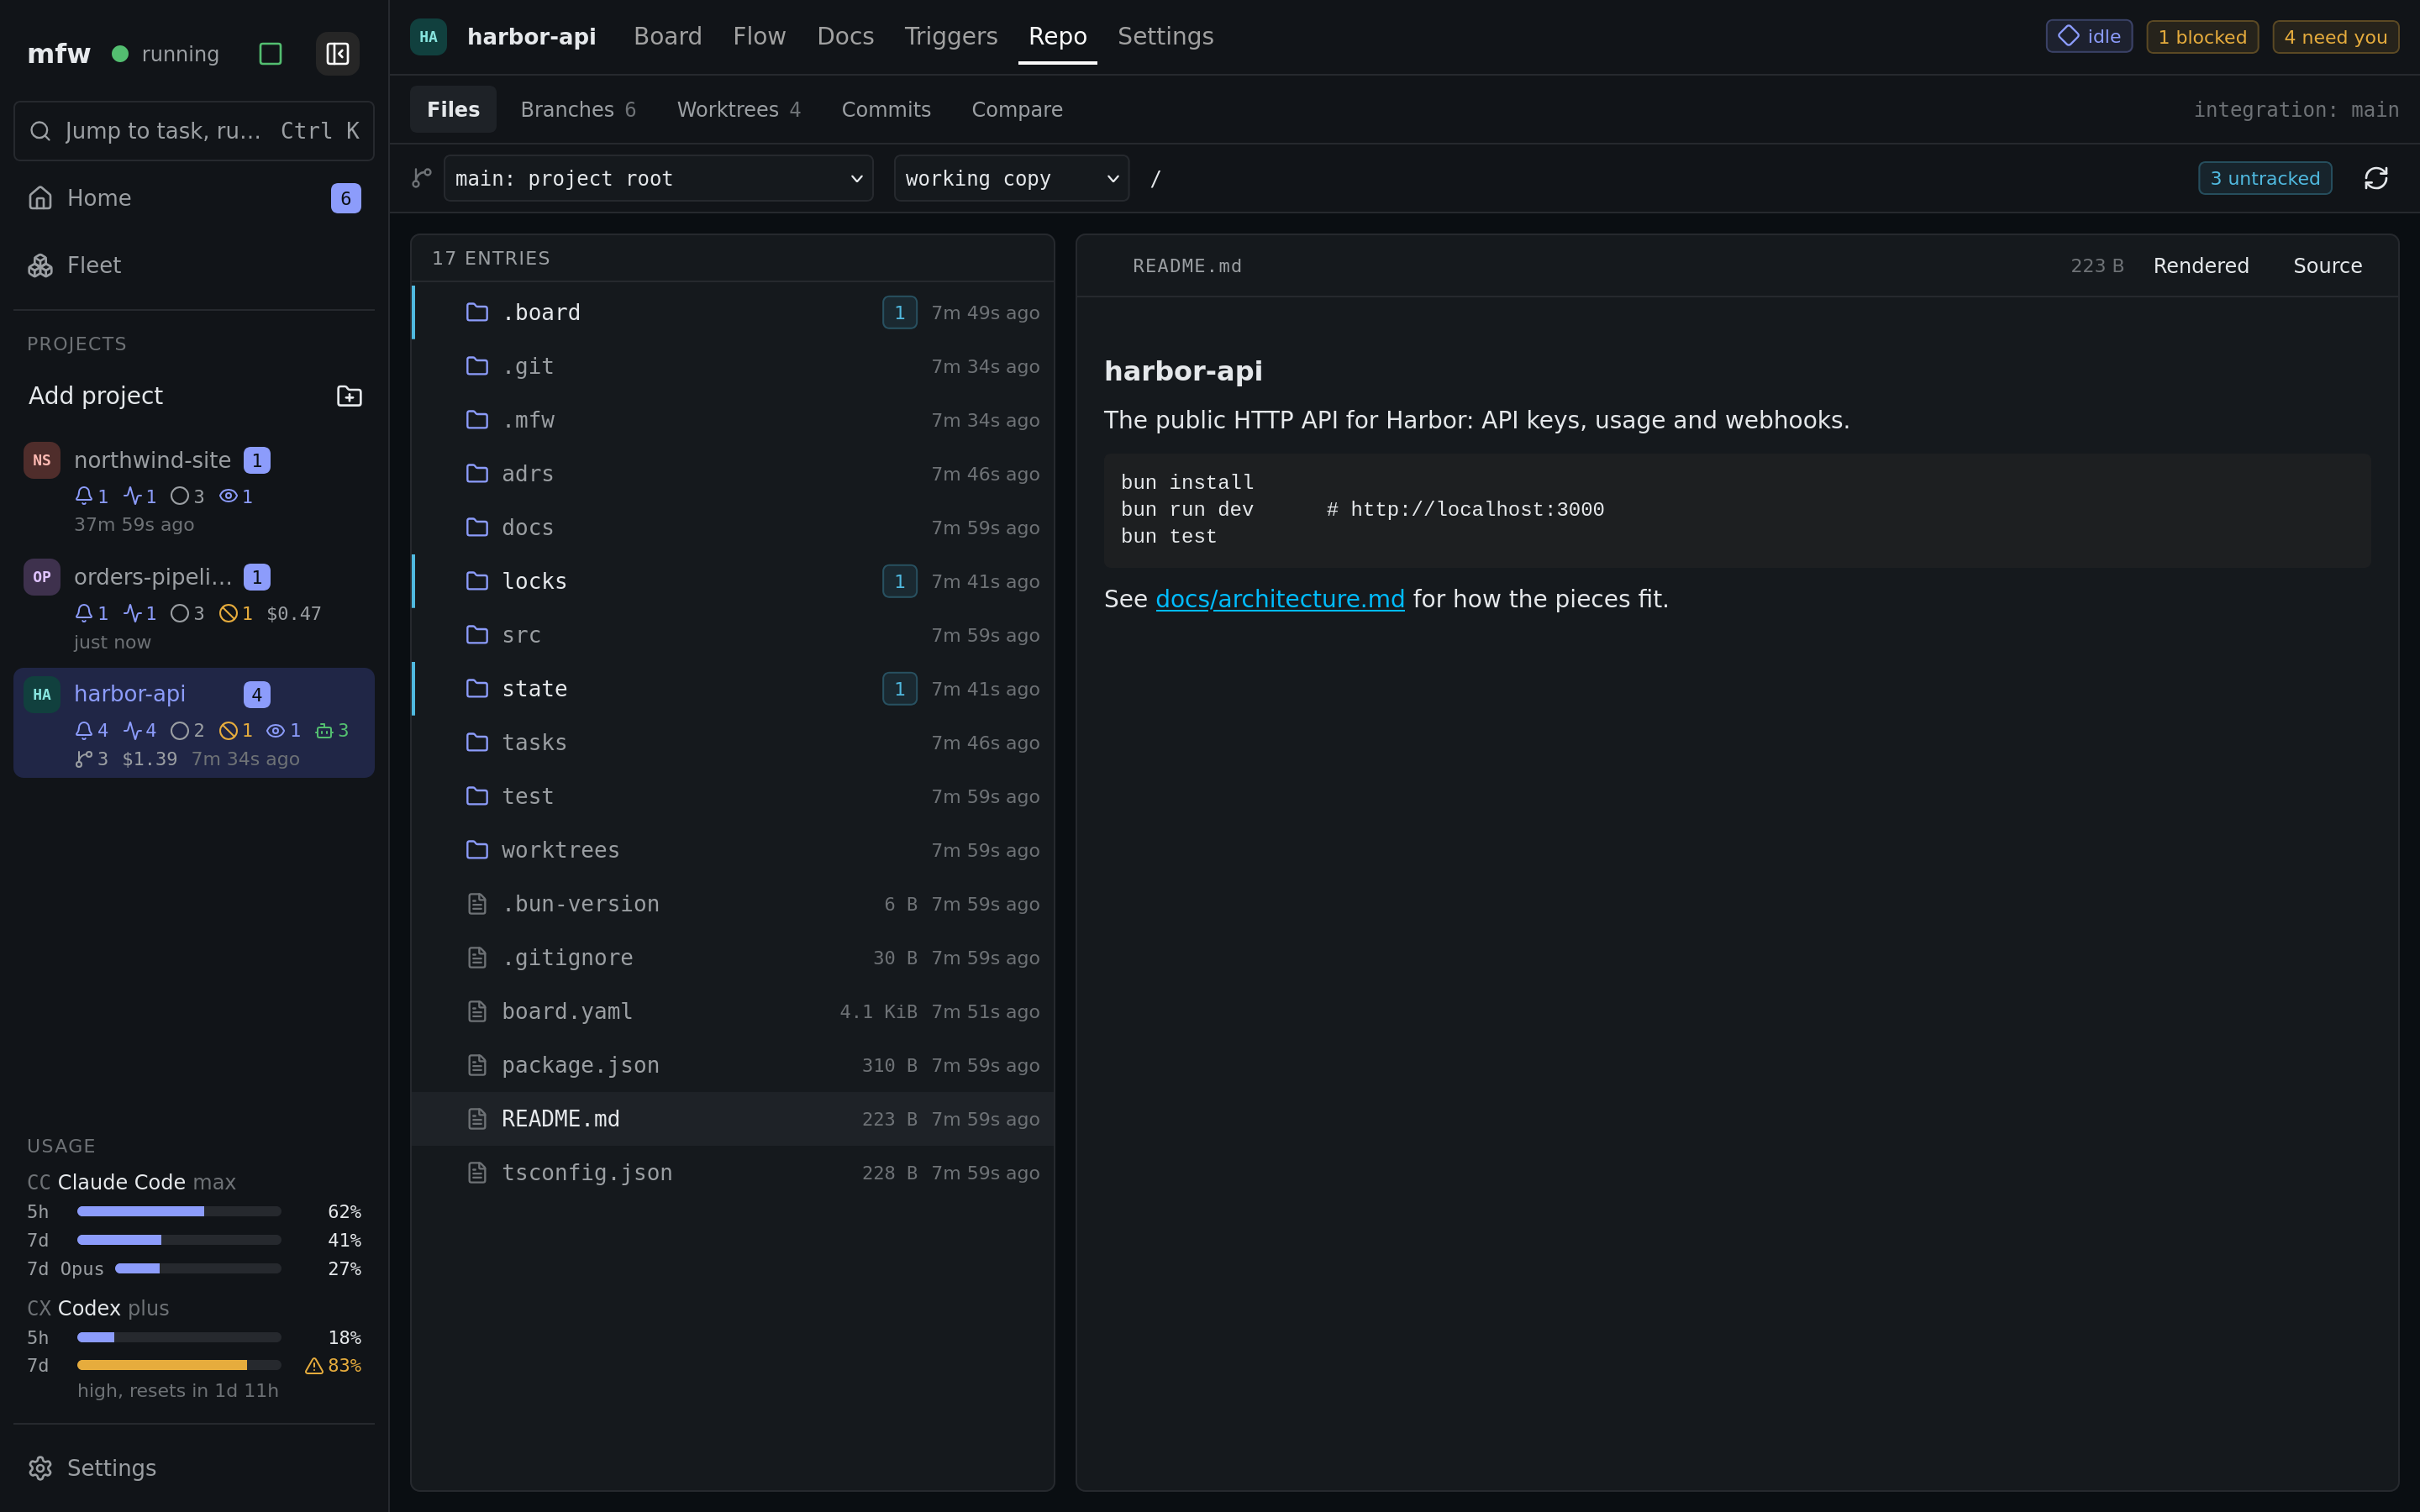 mfw running
Jump to task, ru... Ctrl K
Home 6
Fleet
PROJECTS
Add project
NS northwind-site 1
1 1 3 1
37m 59s ago
OP orders-pipeli... 1
1 1 3 1 $0.47
just now
HA harbor-api 4
4 4 2 1 1 3
3 $1.39 7m 34s ago
USAGE
CC Claude Code max
5h 62%
7d 41%
7d Opus 27%
CX Codex plus
5h 18%
7d 83%
high, resets in 1d 11h
Settings
HA harbor-api Board Flow Docs Triggers Repo Settings idle 1 blocked 4 need you
Files Branches 6 Worktrees 4 Commits Compare integration: main
main: project root working copy / 3 untracked
17 ENTRIES
.board 1 7m 49s ago
.git 7m 34s ago
.mfw 7m 34s ago
adrs 7m 46s ago
docs 7m 59s ago
locks 1 7m 41s ago
src 7m 59s ago
state 1 7m 41s ago
tasks 7m 46s ago
test 7m 59s ago
worktrees 7m 59s ago
.bun-version 6 B 7m 59s ago
.gitignore 30 B 7m 59s ago
board.yaml 4.1 KiB 7m 51s ago
package.json 310 B 7m 59s ago
README.md 223 B 7m 59s ago
tsconfig.json 228 B 7m 59s ago
README.md 223 B Rendered Source
harbor-api
The public HTTP API for Harbor: API keys, usage and webhooks.
bun install
bun run dev # http://localhost:3000
bun test
See docs/architecture.md for how the pieces fit.